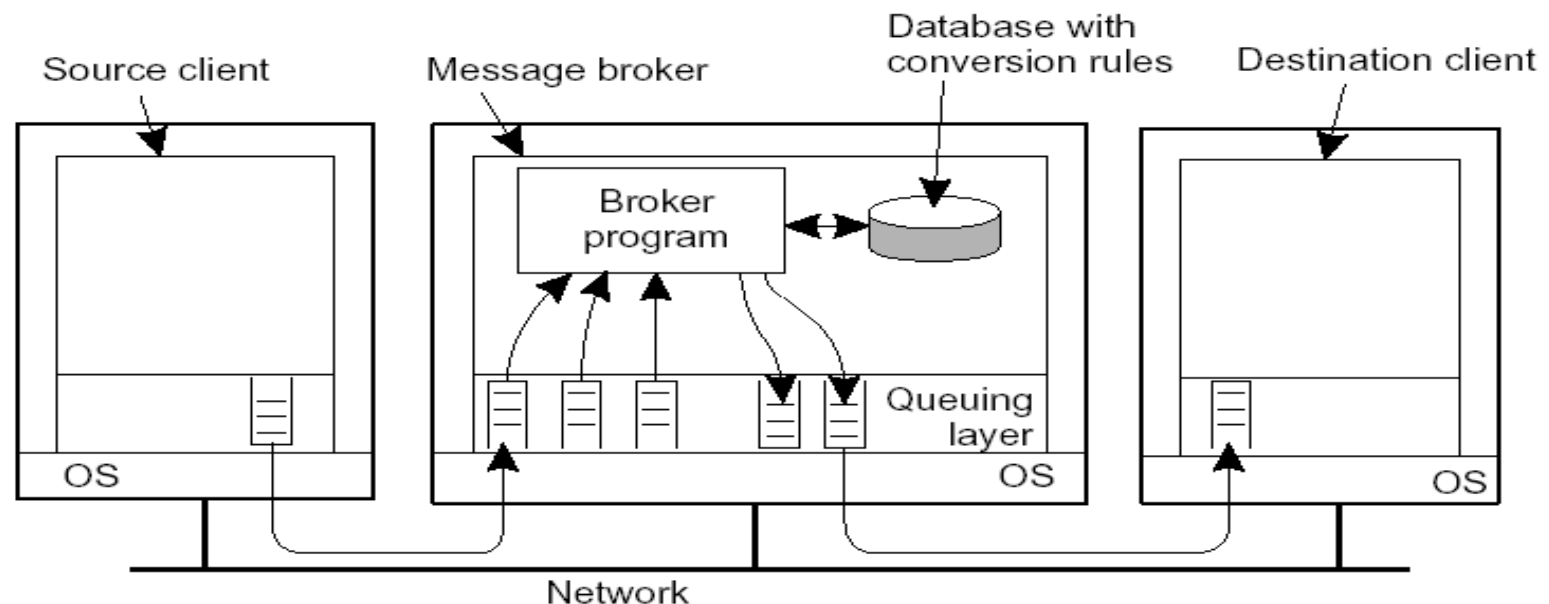 Source client
Message broker
Database with
conversion rules
Destination client
Broker
program
Queuing
layer
OS
OS
OS
Network